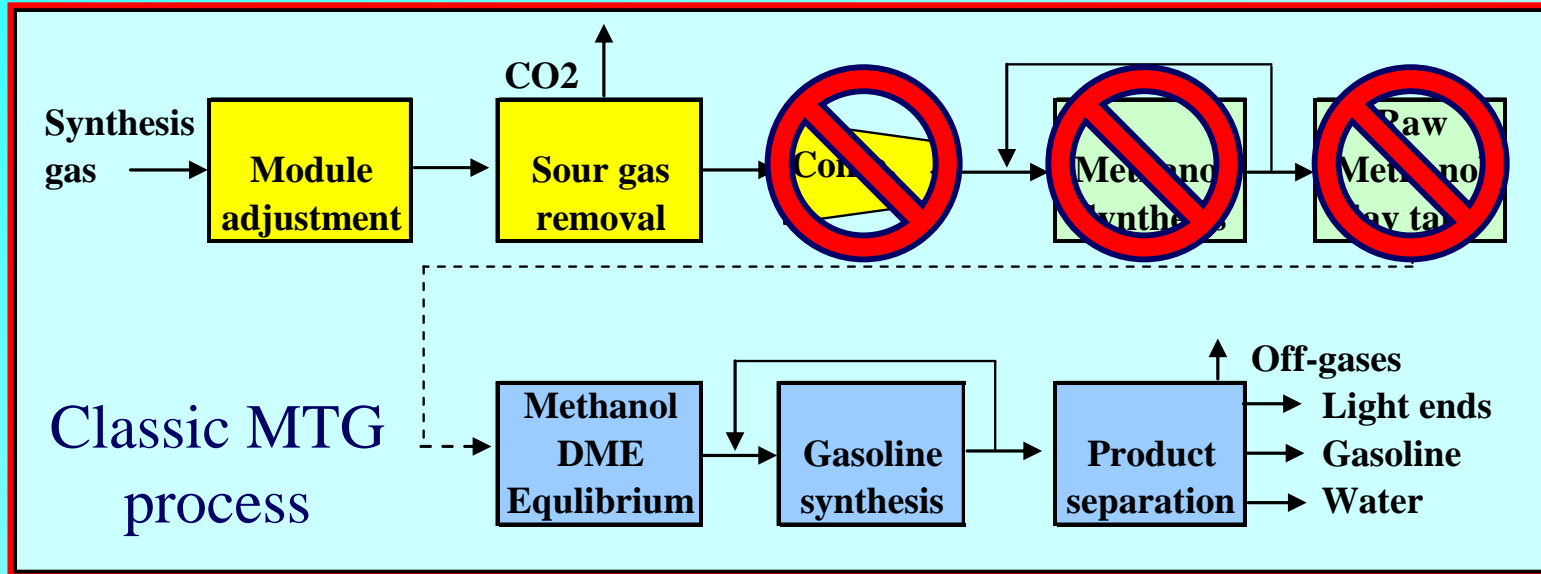 CO2
Synthesis
gas
Module
adjustment
Sour gas
removal
Raw
Classic MTG
process
Methanol
DME
Equlibrium
Gasoline
synthesis
Product
separation
Off-gases
Light ends
Gasoline
Water